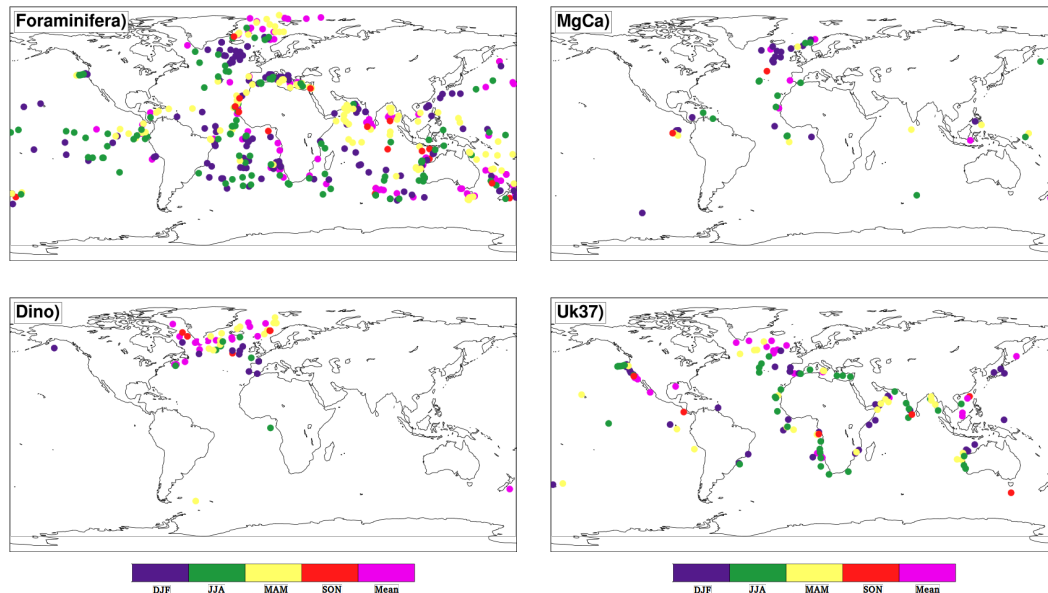 Foraminifera)
MgCa)
Dino)
Uk37)
DJF JJA MAM SON Mean
DJF JJA MAM SON Mean